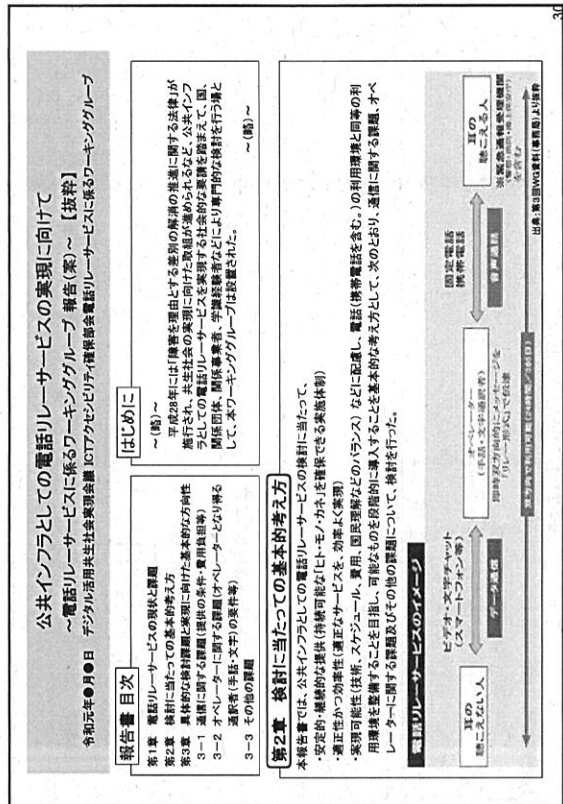 公共インフラとしての電話リレーサービスの実現に向けて
~電話リレーサービスに係るワーキンググループ 報告(案)~ 【抜粋】
令和元年●月●日 デジタル活用共生社会実現会議 ICTアクセシビリティ確保部会電話リレーサービスに係るワーキンググループ
報告書 目次
第1章 電話リレーサービスの現状と課題
第2章 検討に当たっての基本的考え方
第3章 具体的な検討課題と実現に向けた基本的な方向性
3-1 通信に関する課題(提供の条件・費用負担等)
3-2 オペレーターに関する課題(オペレーターとなり得る
通訳者(手話・文字)の要件等)
3-3 その他の課題
はじめに
~(略)~
平成28年には「障害を理由とする差別の解消の推進に関する法律」が
施行され、共生社会の実現に向けた取組が進められるなど、公共インフ
ラとしての電話リレーサービスを実現する社会的な要請を踏まえて、国、
関係団体、関係事業者、学識経験者などにより専門的な検討を行う場と
して、本ワーキンググループは設置された。
~(略)~
第2章 検討に当たっての基本的考え方
本報告書では、公共インフラとしての電話リレーサービスの検討に当たって、
・安定的・継続的な提供(持続可能な「ヒト・モノ・カネ」を確保できる実施体制)
・適正性かつ効率性(適正なサービスを、効率よく実現)
・実現可能性(技術、スケジュール、費用、国民理解などのバランス)などに配慮し、電話(携帯電話を含む。)の利用環境と同等の利
用環境を整備することを目指し、可能なものを段階的に導入することを基本的な考え方として、次のとおり、通信に関する課題、オペ
レーターに関する課題及びその他の課題について、検討を行った。
電話リレーサービスのイメージ
耳の
聴こえない人
ビデオ・文字チャット
(スマートフォン等)
データ通信
オペレーター
(手話・文字通訳者)
即時双方向的にメッセージを
「リレー形式」で伝達
固定電話
携帯電話
音声通話
耳の
聴こえる人
※緊急通報受理機関
(警察・消防・海上保安庁)
を含む
双方向で利用可能(24時間/365日)
出典:第3回WG資料(事務局)より抜粋
30